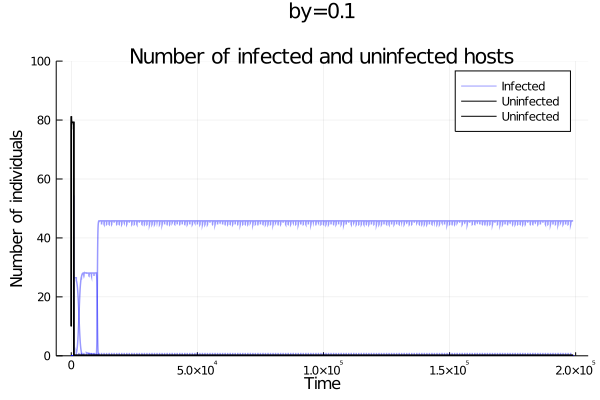 by=0.1
Number of infected and uninfected hosts
100
80
60
40
20
0
Number of individuals
Infected
Uninfected
Uninfected
0
5.0×10⁴
1.0×10⁵
1.5×10⁵
2.0×10⁵
Time